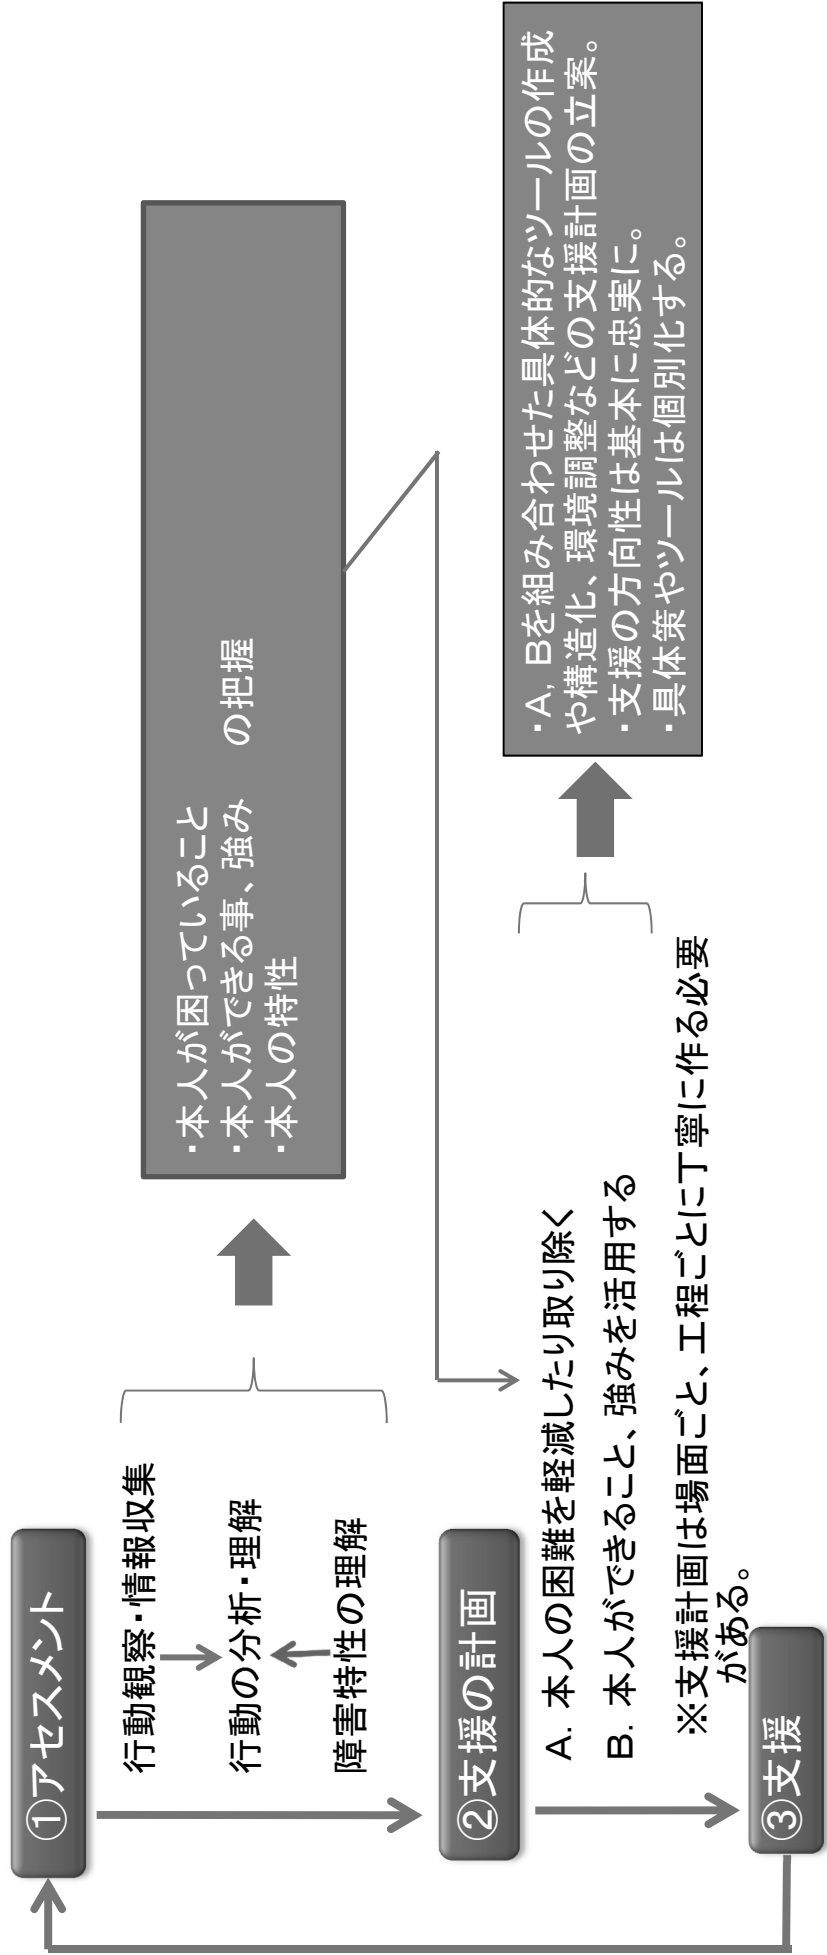 ①アセスメント
行動観察・情報収集
行動の分析・理解
障害特性の理解
・本人が困っていること
・本人ができる事、強み　の把握
・本人の特性
②支援の計画
A. 本人の困難を軽減したり取り除く
B. 本人ができること、強みを活用する
※支援計画は場面ごと、工程ごとに丁寧に作る必要
がある。
・A, Bを組み合わせた具体的なツールの作成
や構造化、環境調整などの支援計画の立案。
・支援の方向性は基本に忠実に。
・具体策やツールは個別化する。
③支援